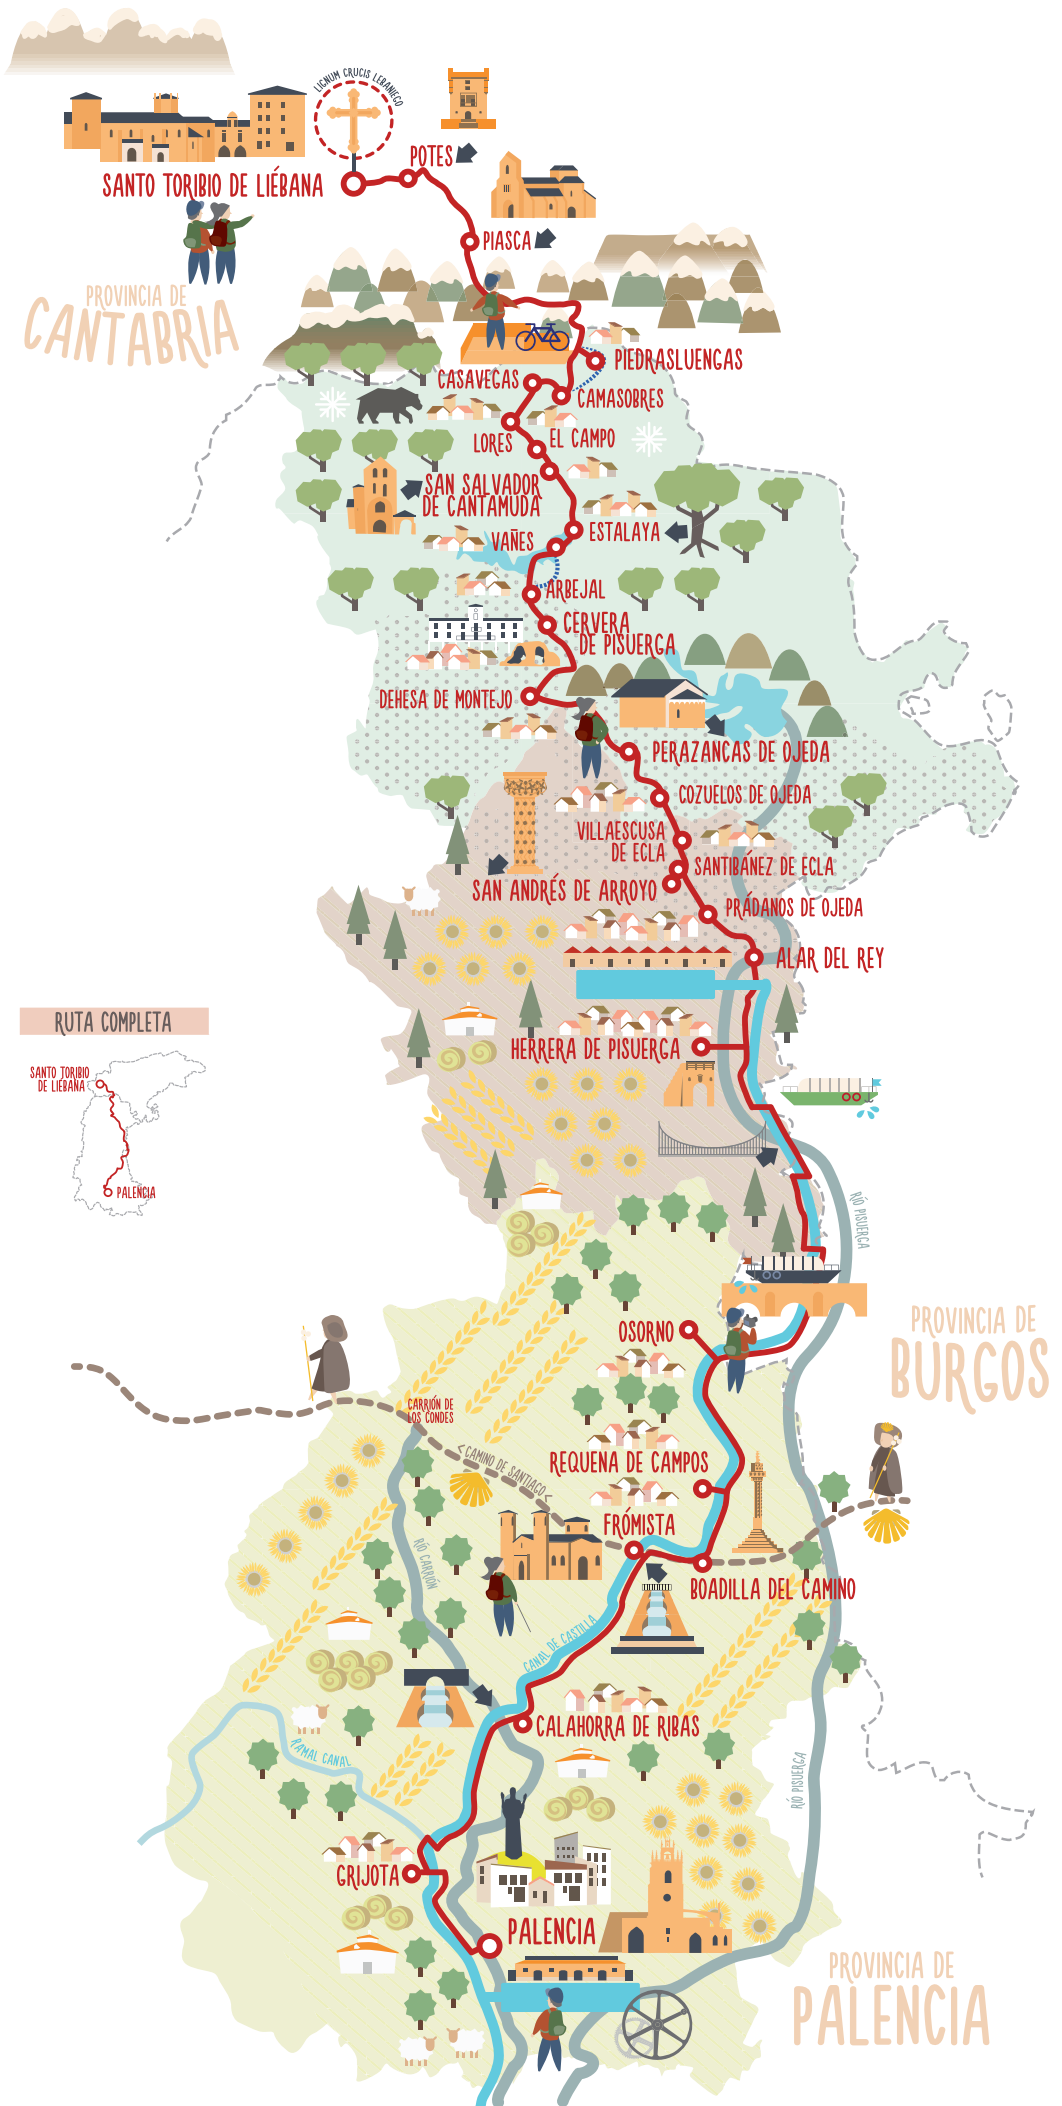 LIGNUM CRUCIS LEBANIEGO
POTES
SANTO TORIBIO DE LIÉBANA
PIASCA
PROVINCIA DE
CANTABRIA
PIEDRASLUENGAS
CASAVEGAS
CAMASOBRES
LORES
EL CAMPO
SAN SALVADOR
DE CANTAMUDA
ESTALAYA
VAÑES
ARBEJAL
CERVERA
DE PISUERGA
DEHESA DE MONTEJO
PERAZANCAS DE OJEDA
COZUELOS DE OJEDA
VILLAESCUSA
DE ECLA
SANTIBÁÑEZ DE ECLA
SAN ANDRÉS DE ARROYO
PRÁDANOS DE OJEDA
ALAR DEL REY
RUTA COMPLETA
HERRERA DE PISUERGA
SANTO TORIBIO
DE LIÉBANA
PALENCIA
RÍO PISUERGA
PROVINCIA DE
BURGOS
OSORNO
CARRIÓN DE
LOS CONDES
<CAMINO DE SANTIAGO<
REQUENA DE CAMPOS
FRÓMISTA
RÍO CARRIÓN
BOADILLA DEL CAMINO
CANAL DE CASTILLA
CALAHORRA DE RIBAS
RAMAL CANAL
RÍO PISUERGA
GRIJOTA
PALENCIA
PROVINCIA DE
PALENCIA